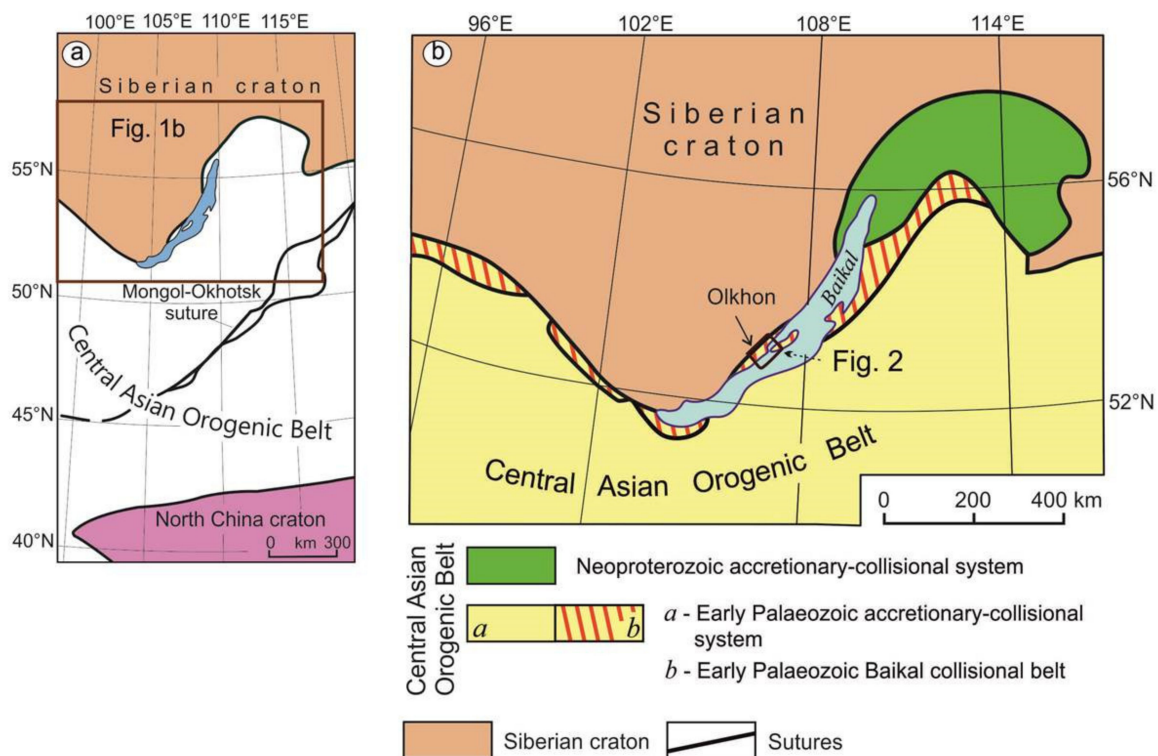 100°E 105°E 110°E 115°E
a
Siberian craton
Fig. 1b
55°N
50°N
Mongol-Okhotsk
suture
Central Asian Orogenic Belt
45°N
North China craton
40°N
0 km 300
96°E 102°E 108°E 114°E
b
Siberian
craton
56°N
Baikal
Olkhon
Fig. 2
52°N
Central Asian Orogenic Belt
0 200 400 km
Central Asian
Orogenic Belt
Neoproterozoic accretionary-collisional system
a b
a - Early Palaeozoic accretionary-collisional
system
b - Early Palaeozoic Baikal collisional belt
Siberian craton
Sutures